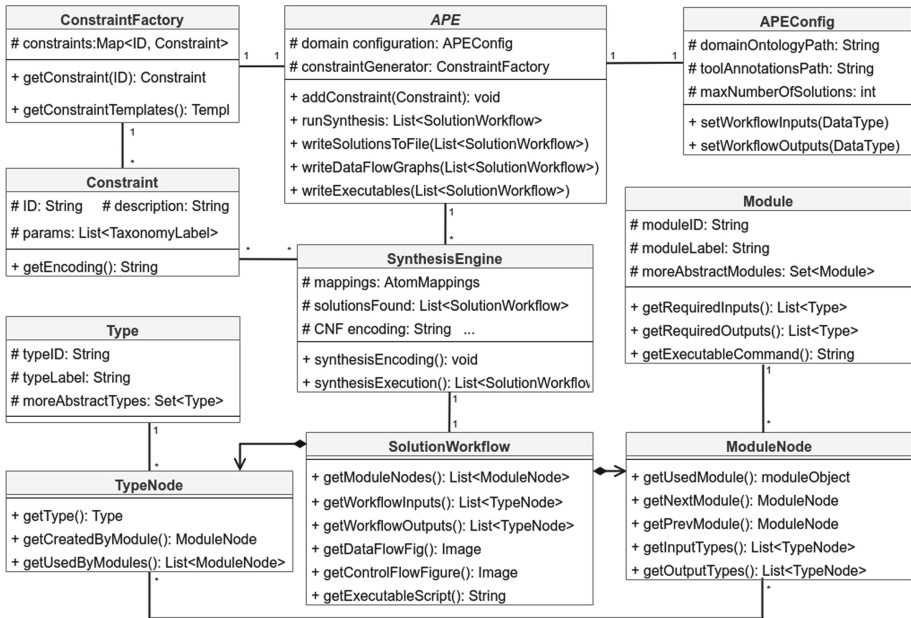 ConstraintFactory
# constraints:Map<ID, Constraint>
+ getConstraint(ID): Constraint
+ getConstraintTemplates(): Templ
1
1
APE
# domain configuration: APEConfig
# constraintGenerator: ConstraintFactory
+ addConstraint(Constraint): void
+ runSynthesis: List<SolutionWorkflow>
+ writeSolutionsToFile(List<SolutionWorkflow>)
+ writeDataFlowGraphs(List<SolutionWorkflow>)
+ writeExecutables(List<SolutionWorkflow>)
1
1
APEConfig
# domainOntologyPath: String
# toolAnnotationsPath: String
# maxNumberOfSolutions: int
+ setWorkflowInputs(DataType)
+ setWorkflowOutputs(DataType)
1
*
Constraint
# ID: String # description: String
# params: List<TaxonomyLabel>
+ getEncoding(): String
*
*
1
*
SynthesisEngine
# mappings: AtomMappings
# solutionsFound: List<SolutionWorkflow>
# CNF encoding: String ...
+ synthesisEncoding(): void
+ synthesisExecution(): List<SolutionWorkflow
Module
# moduleID: String
# moduleLabel: String
# moreAbstractModules: Set<Module>
+ getRequiredInputs(): List<Type>
+ getRequiredOutputs(): List<Type>
+ getExecutableCommand(): String
Type
# typeID: String
# typeLabel: String
# moreAbstractTypes: Set<Type>
1
*
1
1
1
*
TypeNode
+ getType(): Type
+ getCreatedByModule(): ModuleNode
+ getUsedByModules(): List<ModuleNode>
*
SolutionWorkflow
+ getModuleNodes(): List<ModuleNode>
+ getWorkflowInputs(): List<TypeNode>
+ getWorkflowOutputs(): List<TypeNode>
+ getDataFlowFig(): Image
+ getControlFlowFigure(): Image
+ getExecutableScript(): String
ModuleNode
+ getUsedModule(): moduleObject
+ getNextModule(): ModuleNode
+ getPrevModule(): ModuleNode
+ getInputTypes(): List<TypeNode>
+ getOutputTypes(): List<TypeNode>
*